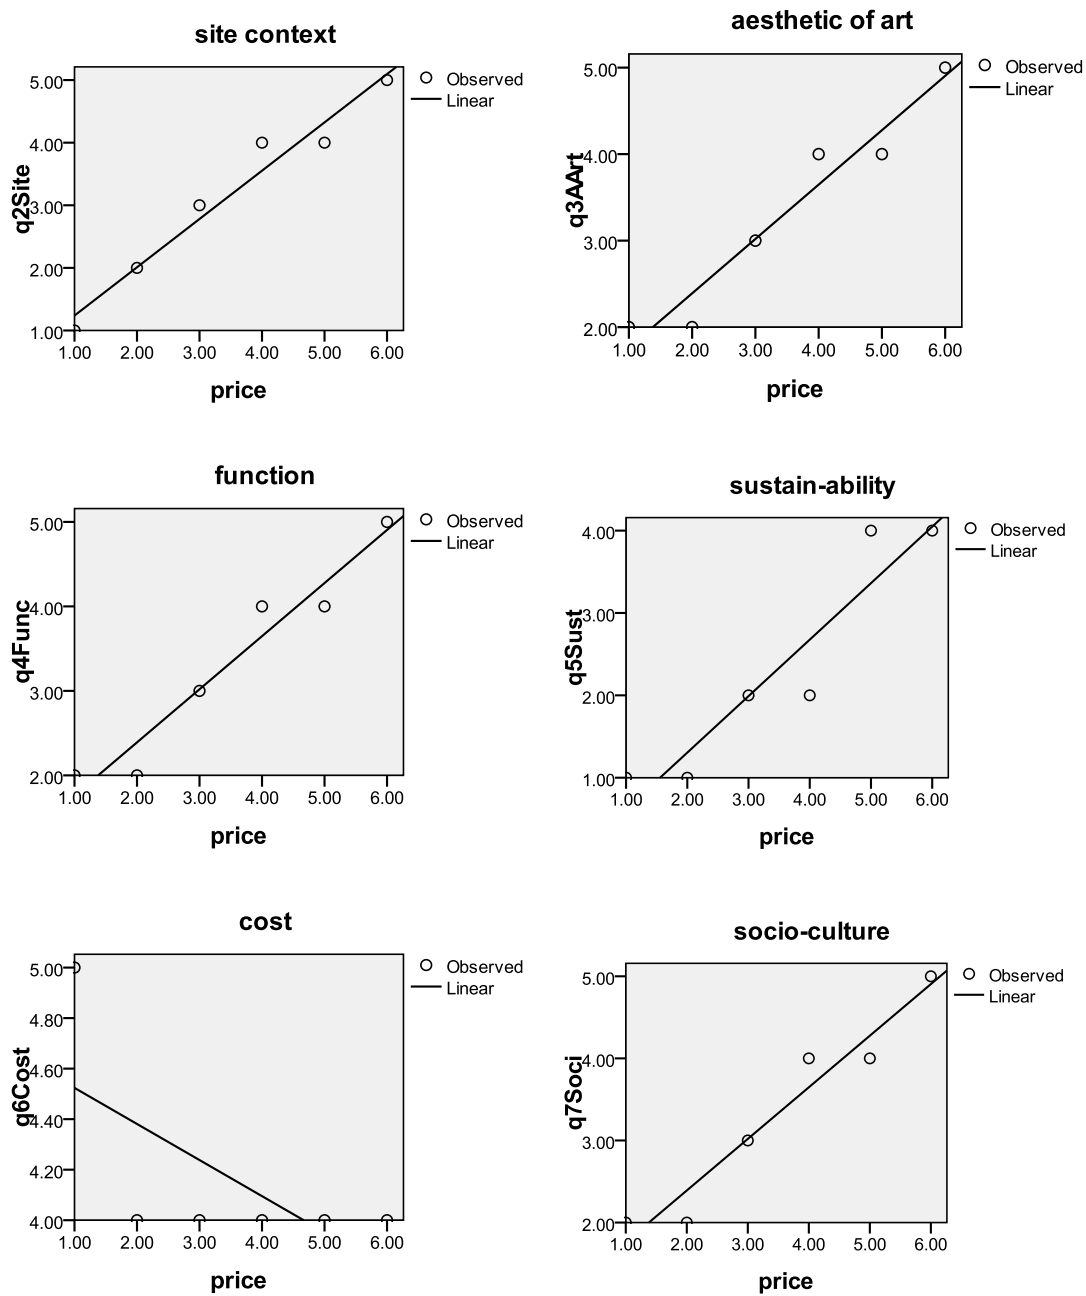 site context
q2Site
5.00
4.00
3.00
2.00
1.00
1.00 2.00 3.00 4.00 5.00 6.00
price
Observed
Linear
aesthetic of art
q3AArt
5.00
4.00
3.00
2.00
1.00 2.00 3.00 4.00 5.00 6.00
price
Observed
Linear
function
q4Func
5.00
4.00
3.00
2.00
1.00 2.00 3.00 4.00 5.00 6.00
price
Observed
Linear
sustain-ability
q5Sust
4.00
3.00
2.00
1.00
1.00 2.00 3.00 4.00 5.00 6.00
price
Observed
Linear
cost
q6Cost
5.00
4.80
4.60
4.40
4.20
4.00
1.00 2.00 3.00 4.00 5.00 6.00
price
Observed
Linear
socio-culture
q7Soci
5.00
4.00
3.00
2.00
1.00 2.00 3.00 4.00 5.00 6.00
price
Observed
Linear